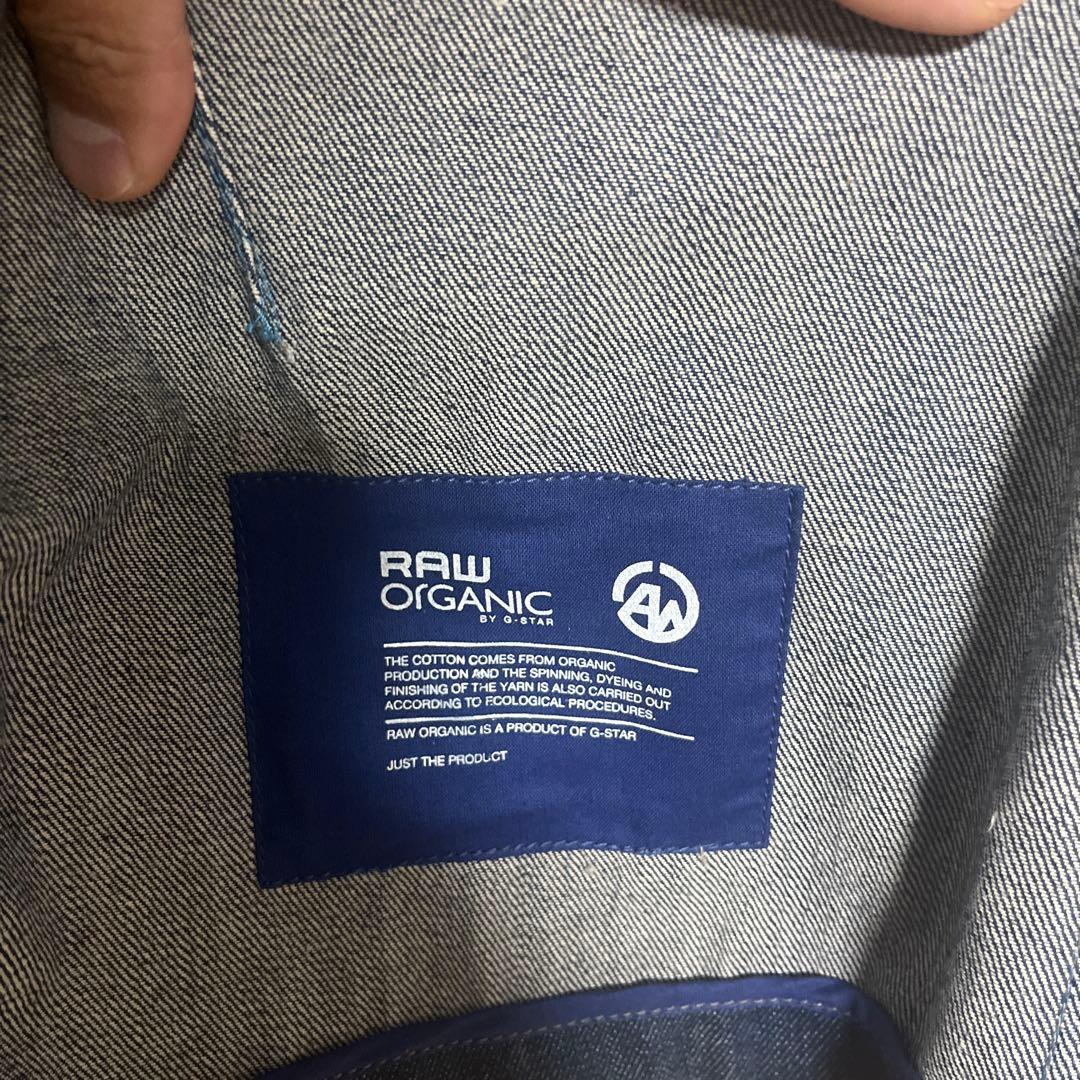 RAW
OrGANIC
BY G-STAR
THE COTTON COMES FROM ORGANIC
PRODUCTION AND THE SPINNING, DYEING AND
FINISHING OF THE YARN IS ALSO CARRIED OUT
ACCORDING TO ECOLOGICAL PROCEDURES.
RAW ORGANIC IS A PRODUCT OF G-STAR
JUST THE PRODUCT